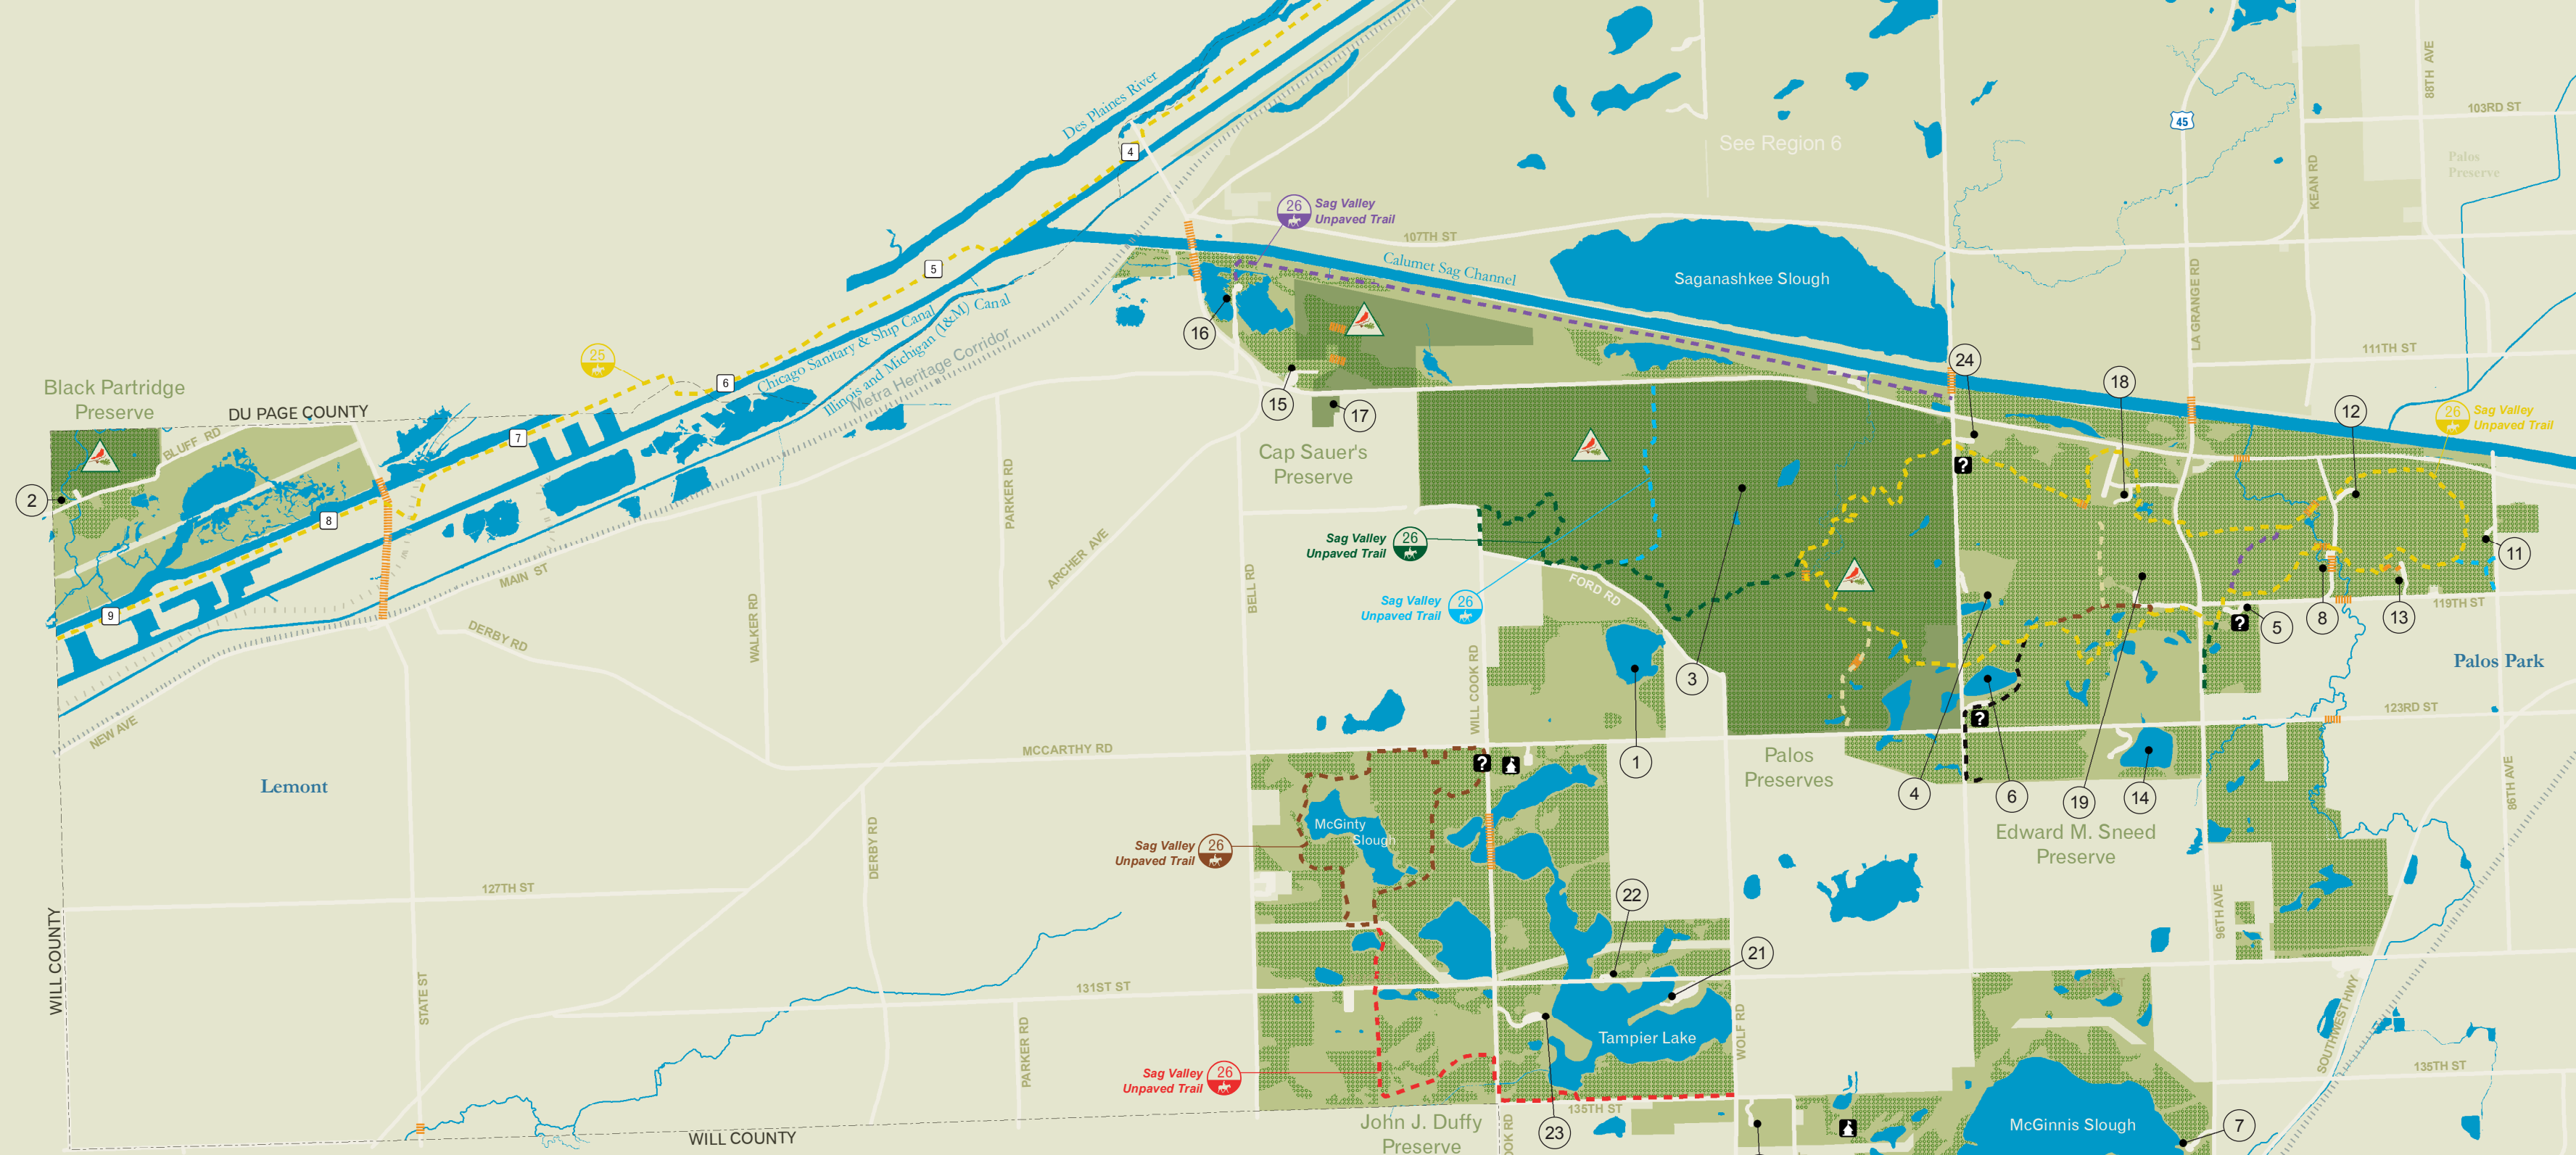 Des Plaines River
4
See Region 6
45
88TH AVE
103RD ST
Palos
Preserve
KEAN RD
26
Sag Valley
Unpaved Trail
107TH ST
Calumet Sag Channel
Saganashkee Slough
LA GRANGE RD
5
16
24
111TH ST
25
6
Chicago Sanitary & Ship Canal
Illinois and Michigan (I&M) Canal
Metra Heritage Corridor
Black Partridge
Preserve
DU PAGE COUNTY
BLUFF RD
7
15
17
18
12
26
Sag Valley
Unpaved Trail
Cap Sauer's
Preserve
2
8
PARKER RD
ARCHER AVE
MAIN ST
?
Sag Valley
Unpaved Trail
26
11
9
FORD RD
Sag Valley
Unpaved Trail
26
BELL RD
WALKER RD
DERBY RD
119TH ST
?
5
8
13
Palos Park
WILL COOK RD
3
NEW AVE
MCCARTHY RD
?
123RD ST
Lemont
?
1
Palos
Preserves
4
6
19
14
86TH AVE
McGinty
Slough
Edward M. Sneed
Preserve
Sag Valley
Unpaved Trail
26
DERBY RD
127TH ST
22
96TH AVE
WILL COUNTY
STATE ST
131ST ST
21
PARKER RD
Tampier Lake
WOLF RD
SOUTHWEST HWY
Sag Valley
Unpaved Trail
26
135TH ST
135TH ST
John J. Duffy
Preserve
OOK RD
23
McGinnis Slough
7
WILL COUNTY